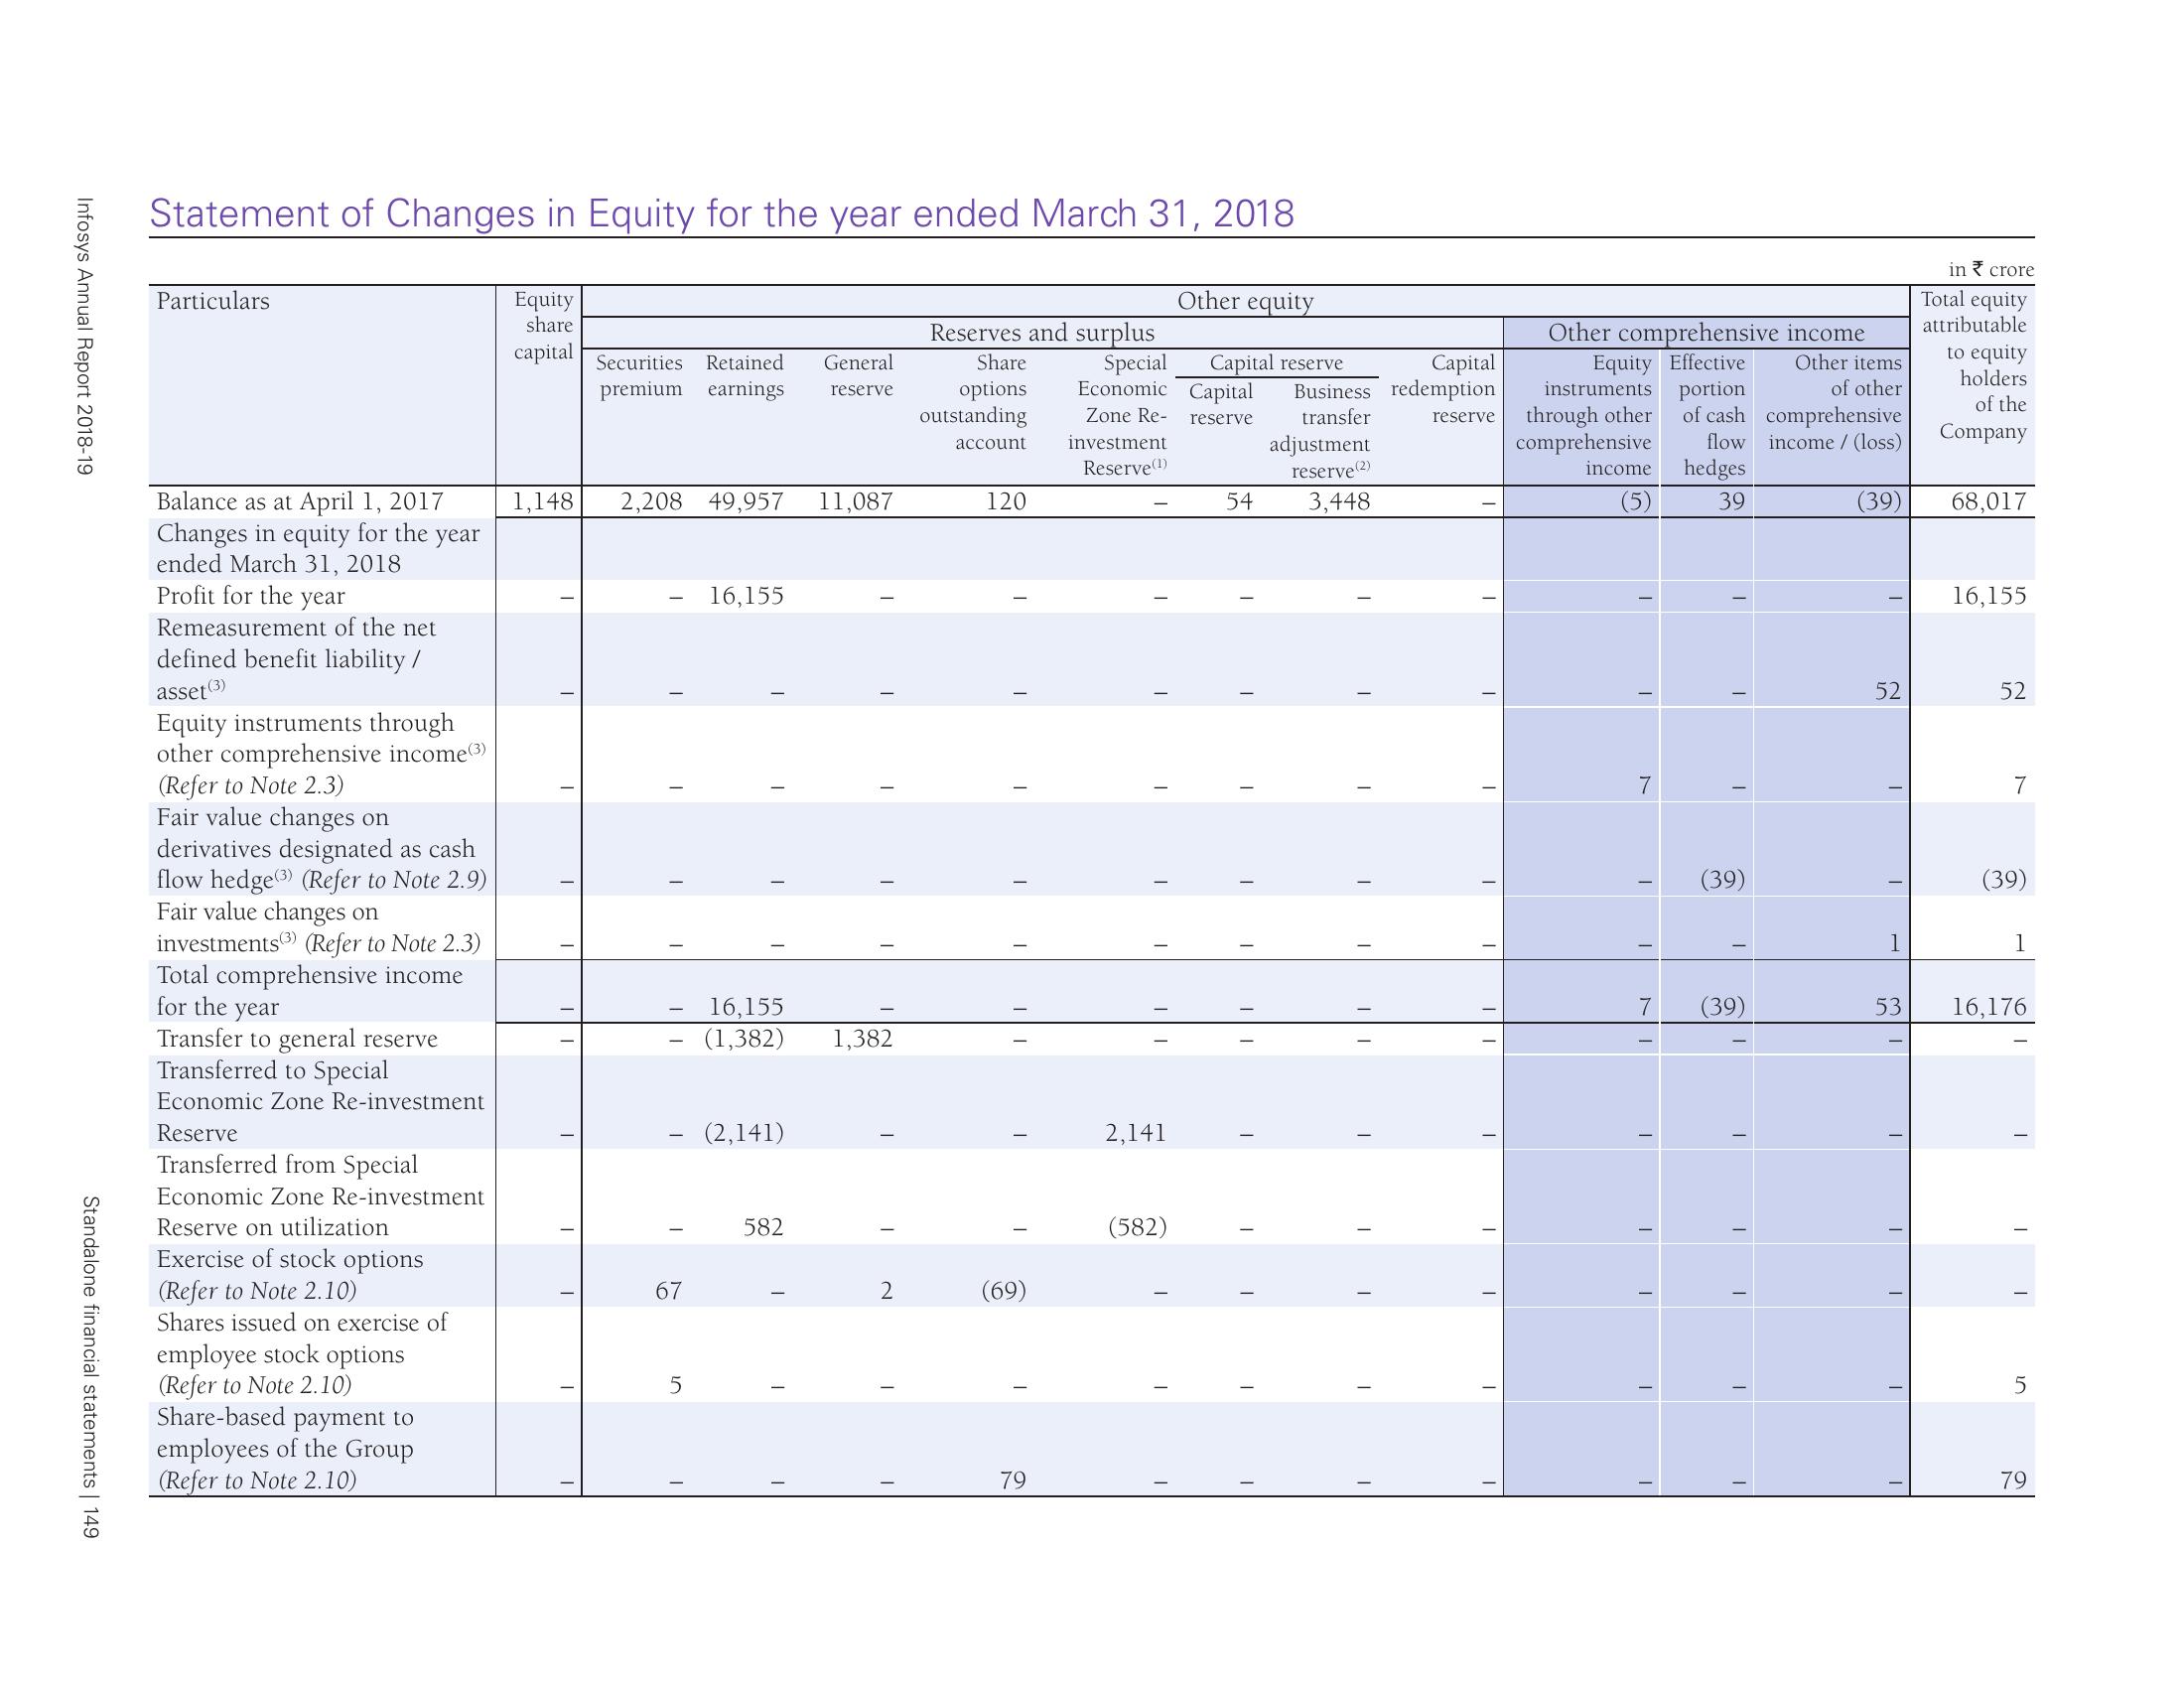 Statement of Changes in Equity for the year ended March 31, 2018
in ₹ crore
Particulars
Equity
share
capital
Other equity
Reserves and surplus
Other comprehensive income
Total equity
attributable
to equity
holders
of the
Company
Securities
premium
Retained
earnings
General
reserve
Share
options
outstanding
account
Special
Economic
Zone Re-
investment
Reserve(1)
Capital reserve
Capital
reserve
Business
transfer
adjustment
reserve(2)
Capital
redemption
reserve
Equity
instruments
through other
comprehensive
income
Effective
portion
of cash
flow
hedges
Other items
of other
comprehensive
income / (loss)
Balance as at April 1, 2017 1,148 2,208 49,957 11,087 120 – 54 3,448 – (5) 39 (39) 68,017
Changes in equity for the year
ended March 31, 2018
Profit for the year – – 16,155 – – – – – – – – – 16,155
Remeasurement of the net
defined benefit liability /
asset(3) – – – – – – – – – – – 52 52
Equity instruments through
other comprehensive income(3)
(Refer to Note 2.3) – – – – – – – – – 7 – – 7
Fair value changes on
derivatives designated as cash
flow hedge(3) (Refer to Note 2.9) – – – – – – – – – – (39) – (39)
Fair value changes on
investments(3) (Refer to Note 2.3) – – – – – – – – – – – 1 1
Total comprehensive income
for the year – – 16,155 – – – – – – 7 (39) 53 16,176
Transfer to general reserve – – (1,382) 1,382 – – – – – – – – –
Transferred to Special
Economic Zone Re-investment
Reserve – – (2,141) – – 2,141 – – – – – – –
Transferred from Special
Economic Zone Re-investment
Reserve on utilization – – 582 – – (582) – – – – – – –
Exercise of stock options
(Refer to Note 2.10) – 67 – 2 (69) – – – – – – – –
Shares issued on exercise of
employee stock options
(Refer to Note 2.10) – 5 – – – – – – – – – – 5
Share-based payment to
employees of the Group
(Refer to Note 2.10) – – – – 79 – – – – – – – 79
Infosys Annual Report 2018-19
Standalone financial statements | 149